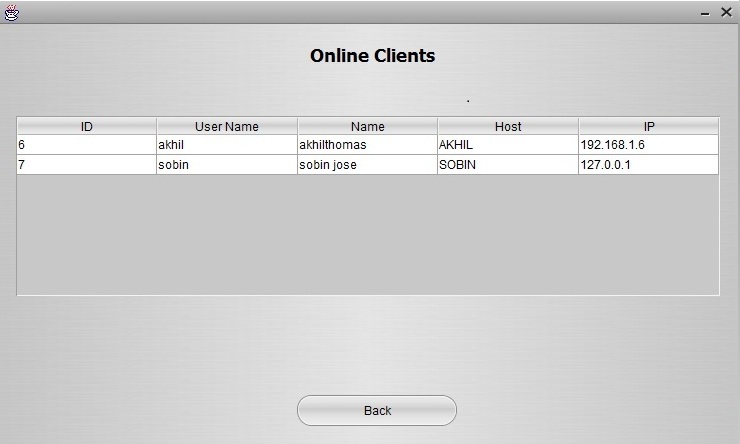 Online Clients
ID User Name Name Host IP
6 akhil akhilthomas AKHIL 192.168.1.6
7 sobin sobin jose SOBIN 127.0.0.1
Back